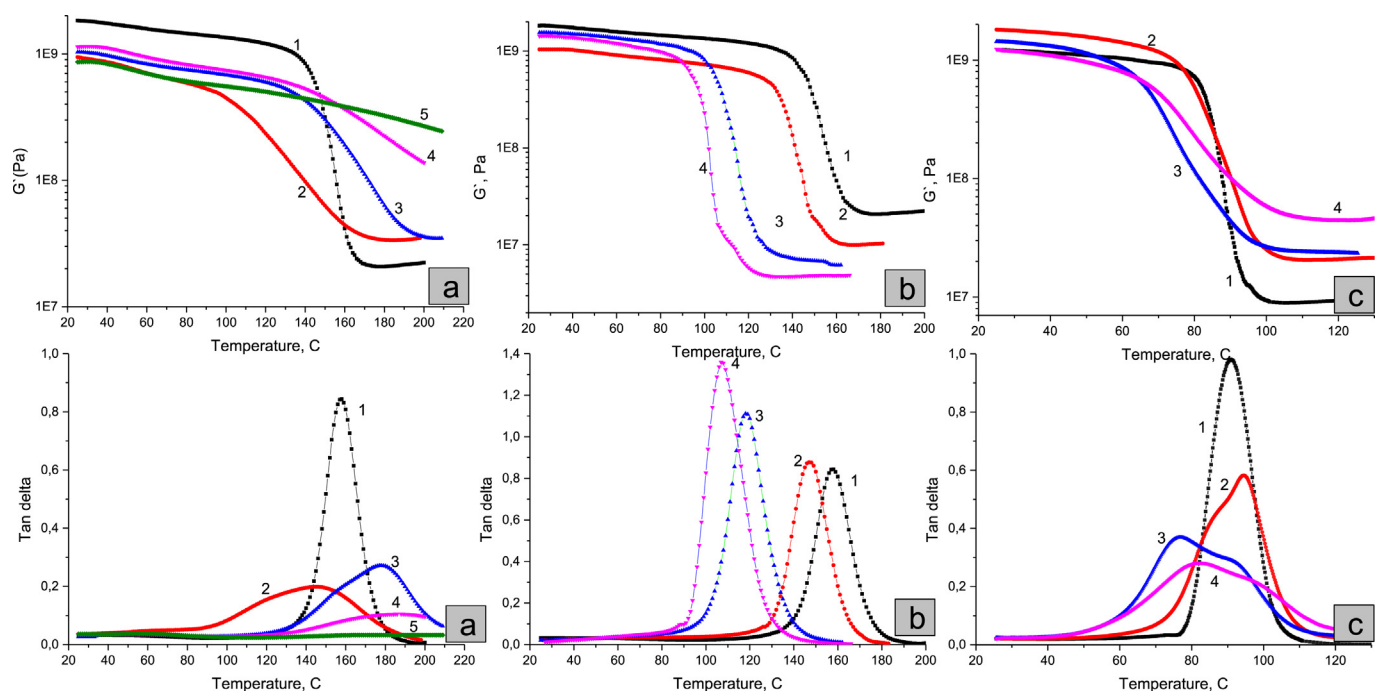 G`(Pa)
1E9
1E8
1E7
1
2
3
4
5
a
20 40 60 80 100 120 140 160 180 200 220
Temperature, C
G`, Pa
1E9
1E8
1E7
1
2
3
4
b
20 40 60 80 100 120 140 160 180 200
Temperature, C
G`, Pa
1E9
1E8
1E7
1
2
3
4
c
20 40 60 80 100 120
Temperature, C
Tan delta
1,0
0,8
0,6
0,4
0,2
0,0
1
2
3
4
5
a
20 40 60 80 100 120 140 160 180 200 220
Temperature, C
Tan delta
1,4
1,2
1,0
0,8
0,6
0,4
0,2
0,0
4
3
2
1
b
20 40 60 80 100 120 140 160 180 200
Temperature, C
Tan delta
1,0
0,8
0,6
0,4
0,2
0,0
1
2
3
4
c
20 40 60 80 100 120
Temperature, C